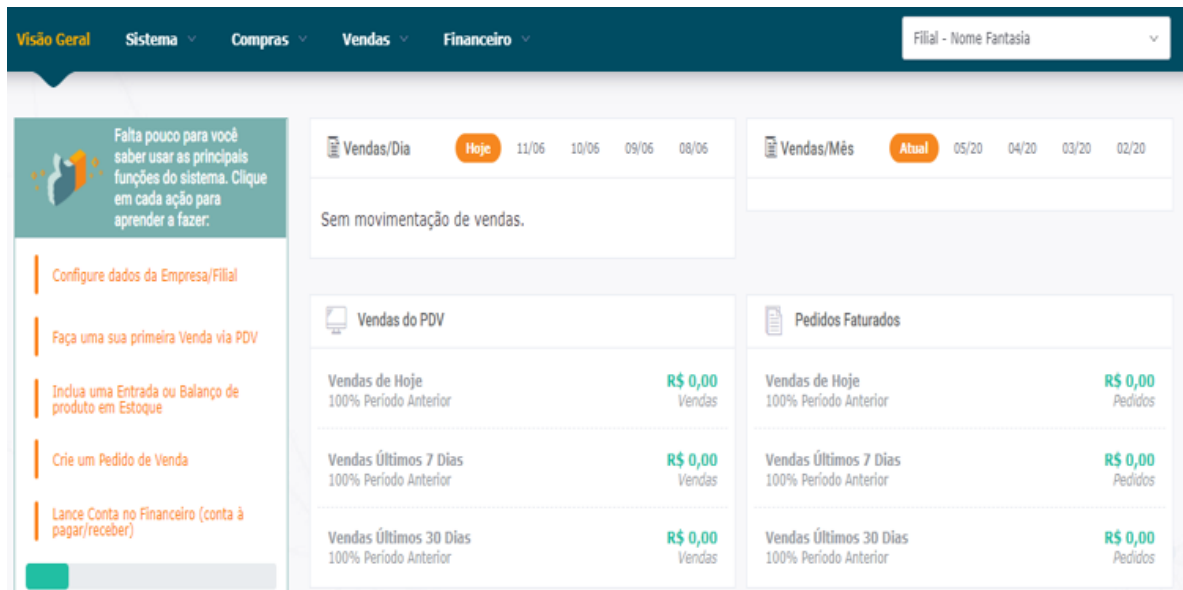 Visão Geral
Sistema
Compras
Vendas
Financeiro
Filial - Nome Fantasia
Falta pouco para você
saber usar as principais
funções do sistema. Clique
em cada ação para
aprender a fazer:
Configure dados da Empresa/Filial
Faça uma sua primeira Venda via PDV
Inclua uma Entrada ou Balanço de
produto em Estoque
Crie um Pedido de Venda
Lance Conta no Financeiro (conta à
pagar/receber)
Vendas/Dia Hoje 11/06 10/06 09/06 08/06
Sem movimentação de vendas.
Vendas/Mês Atual 05/20 04/20 03/20 02/20
Vendas do PDV
Vendas de Hoje R$ 0,00
100% Período Anterior Vendas
Vendas Últimos 7 Dias R$ 0,00
100% Período Anterior Vendas
Vendas Últimos 30 Dias R$ 0,00
100% Período Anterior Vendas
Pedidos Faturados
Vendas de Hoje R$ 0,00
100% Período Anterior Pedidos
Vendas Últimos 7 Dias R$ 0,00
100% Período Anterior Pedidos
Vendas Últimos 30 Dias R$ 0,00
100% Período Anterior Pedidos